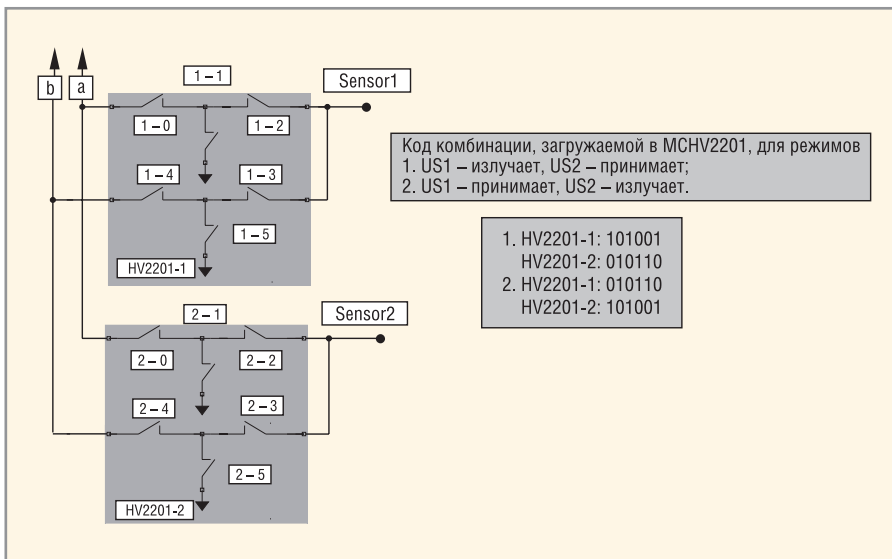 b
a
1 – 1
Sensor1
1 – 0
1 – 2
1 – 4
1 – 3
1 – 5
HV2201-1
Код комбинации, загружаемой в МСHV2201, для режимов
1. US1 – излучает, US2 – принимает;
2. US1 – принимает, US2 – излучает.
1. HV2201-1: 101001
HV2201-2: 010110
2. HV2201-1: 010110
HV2201-2: 101001
2 – 1
Sensor2
2 – 0
2 – 2
2 – 4
2 – 3
2 – 5
HV2201-2